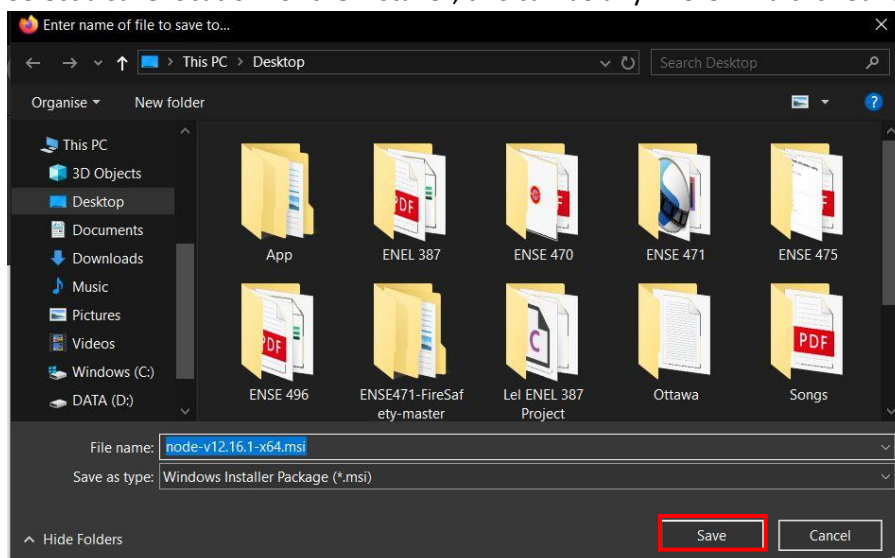 Enter name of file to save to...
This PC > Desktop
Search Desktop
Organise
New folder
This PC
3D Objects
Desktop
Documents
Downloads
Music
Pictures
Videos
Windows (C:)
DATA (D:)
App
ENEL 387
ENSE 470
ENSE 471
ENSE 475
ENSE 496
ENSE471-FireSaf
ety-master
Lel ENEL 387
Project
Ottawa
Songs
PDF
PDF
File name: node-v12.16.1-x64.msi
Save as type: Windows Installer Package (*.msi)
Hide Folders
Save
Cancel